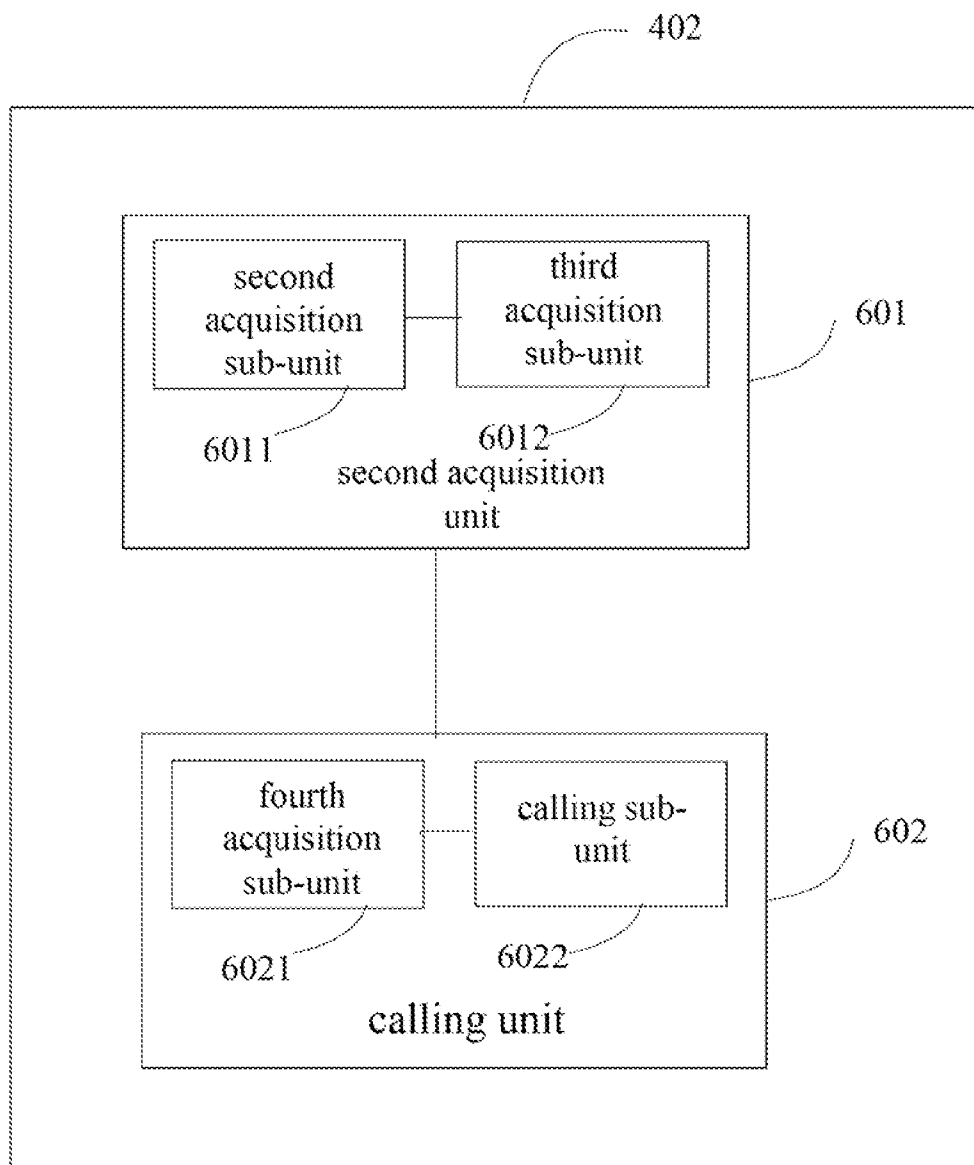 402
second
acquisition
sub-unit
third
acquisition
sub-unit
601
6011
6012
second acquisition
unit
fourth
acquisition
sub-unit
calling sub-
unit
602
6021
6022
calling unit